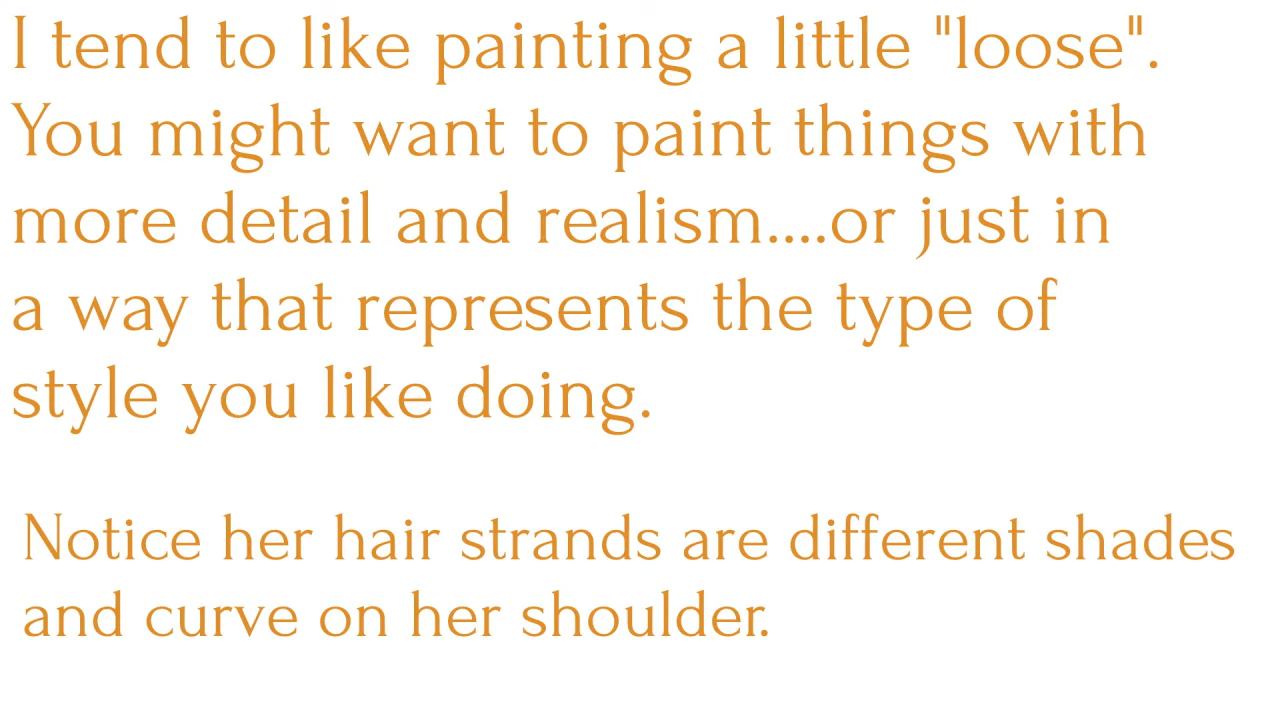 I tend to like painting a little "loose".
You might want to paint things with
more detail and realism....or just in
a way that represents the type of
style you like doing.
Notice her hair strands are different shades
and curve on her shoulder.